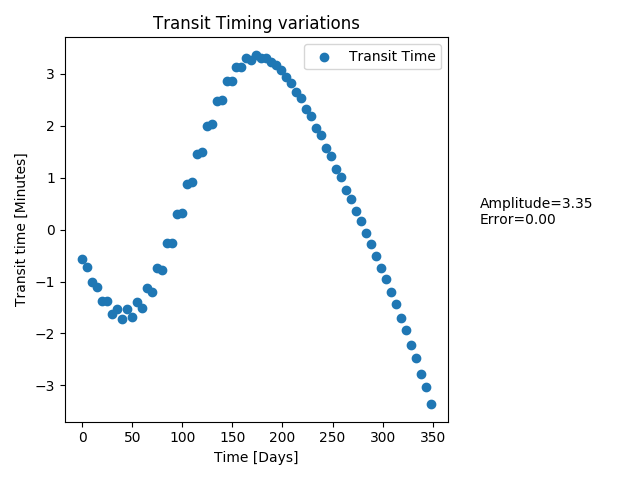 Transit Timing variations
Transit Time
3
2
1
0
−1
−2
−3
Transit time [Minutes]
0 50 100 150 200 250 300 350
Time [Days]
Amplitude=3.35
Error=0.00